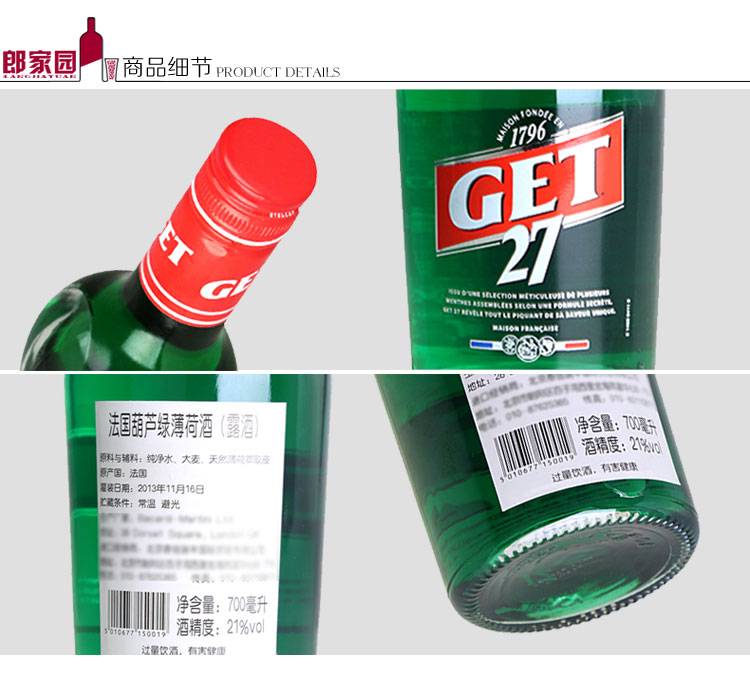 郎家园
LANGJIAYUAN
商品细节 PRODUCT DETAILS
MAISON FONDÉE EN
1796
GET
27
ISSU D'UNE SÉLECTION MÉTICULEUSE DE PLUSIEURS
MENTHES ASSEMBLÉES SELON UNE FORMULE SECRÈTE,
GET 27 RÉVÈLE TOUT LE PIQUANT DE SA SAVEUR UNIQUE.
MAISON FRANÇAISE
GET
GET
法国葫芦绿薄荷酒（露酒）
原料与辅料：纯净水、大麦、天然薄荷萃取液
原产国：法国
灌装日期：2013年11月16日
贮藏条件：常温 避光
净含量：700毫升
酒精度：21%vol
5010677150019
过量饮酒，有害健康
净含量：700毫升
酒精度：21%vol
5010677150019
过量饮酒，有害健康